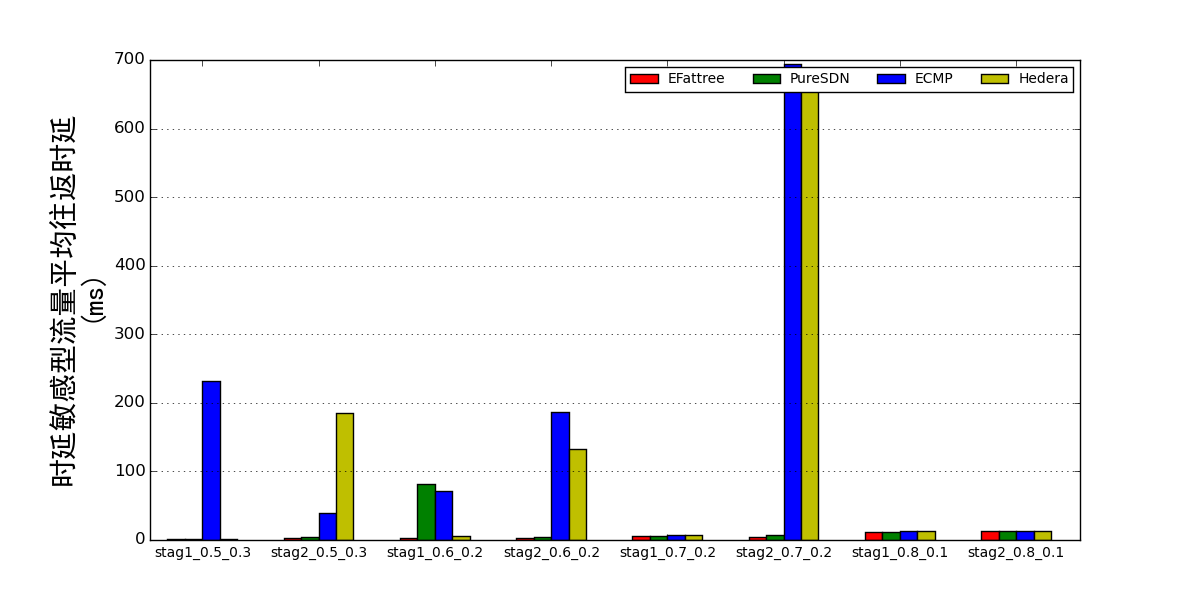 时延敏感型流量平均往返时延
(ms)
700
600
500
400
300
200
100
0
EFattree PureSDN ECMP Hedera
stag1_0.5_0.3 stag2_0.5_0.3 stag1_0.6_0.2 stag2_0.6_0.2 stag1_0.7_0.2 stag2_0.7_0.2 stag1_0.8_0.1 stag2_0.8_0.1